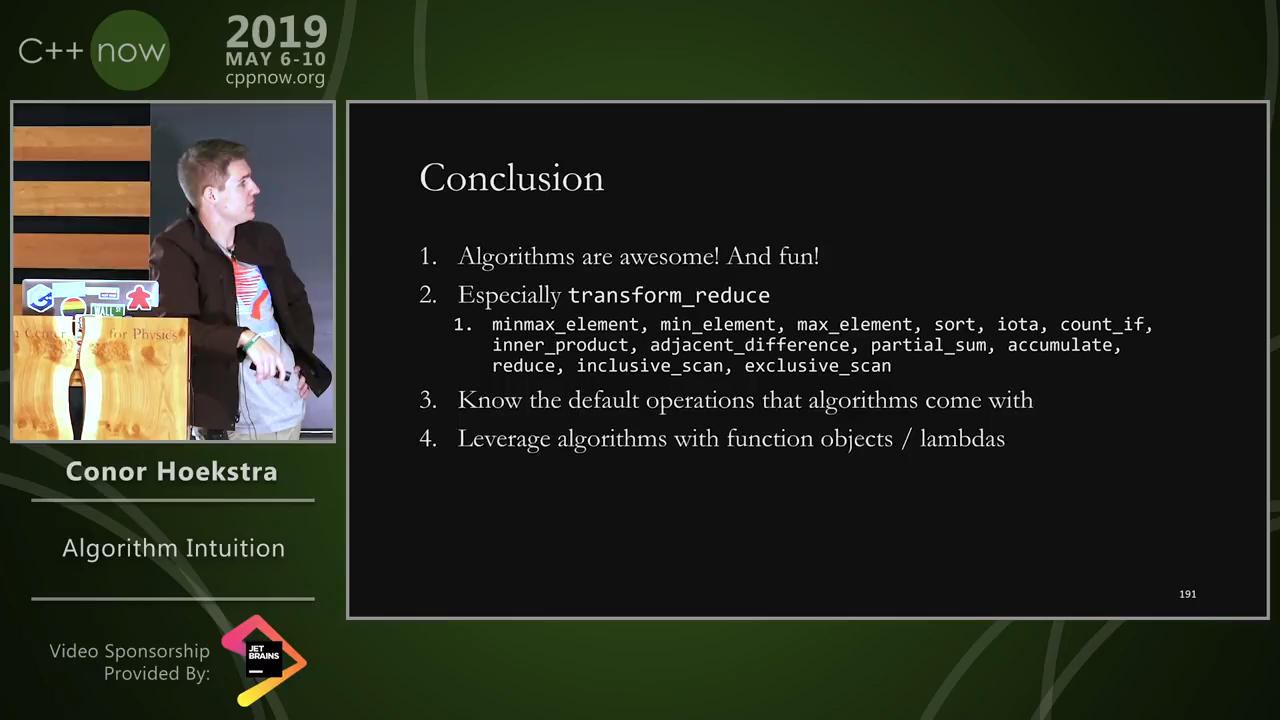 C++ now
2019
MAY 6-10
cppnow.org
for Physics
Conor Hoekstra
Algorithm Intuition
Video Sponsorship
Provided By:
JET
BRAINS
Conclusion
1. Algorithms are awesome! And fun!
2. Especially transform_reduce
1. minmax_element, min_element, max_element, sort, iota, count_if,
inner_product, adjacent_difference, partial_sum, accumulate,
reduce, inclusive_scan, exclusive_scan
3. Know the default operations that algorithms come with
4. Leverage algorithms with function objects / lambdas
191